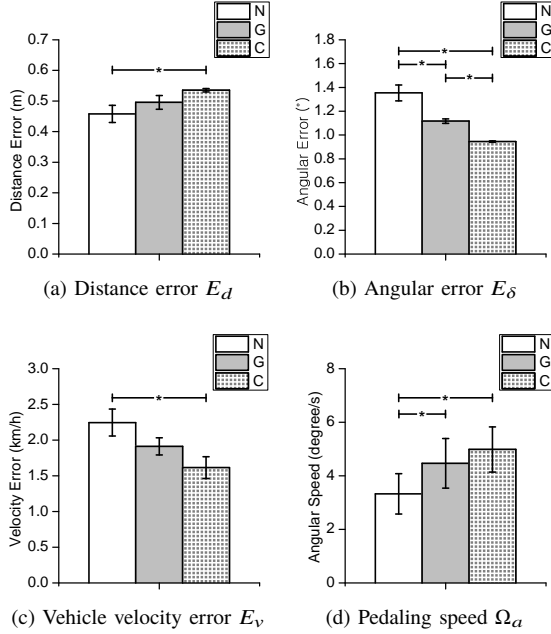 N
G
C
Distance Error (m)
0.7
0.6
0.5
0.4
0.3
0.2
0.1
0.0
*
(a) Distance error E_d
N
G
C
Angular Error (°)
1.8
1.6
1.4
1.2
1.0
0.8
0.6
0.4
0.2
0.0
*
*
*
(b) Angular error E_δ
N
G
C
Velocity Error (km/h)
3.0
2.5
2.0
1.5
1.0
0.5
0.0
*
(c) Vehicle velocity error E_v
N
G
C
Angular Speed (degree/s)
8
6
4
2
0
*
*
(d) Pedaling speed Ω_a